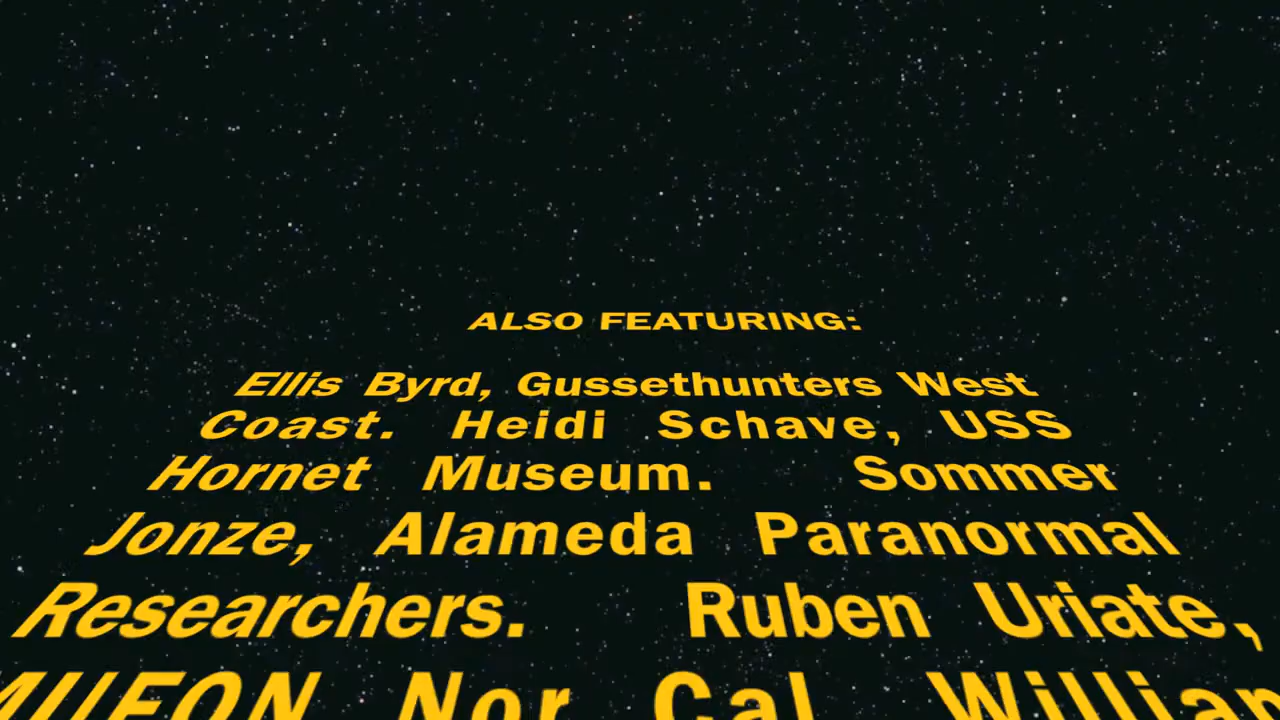 ALSO FEATURING:
Ellis Byrd, Gussethunters West
Coast. Heidi Schave, USS
Hornet Museum. Sommer
Jonze, Alameda Paranormal
Researchers. Ruben Uriate,
MUFON Nor Cal